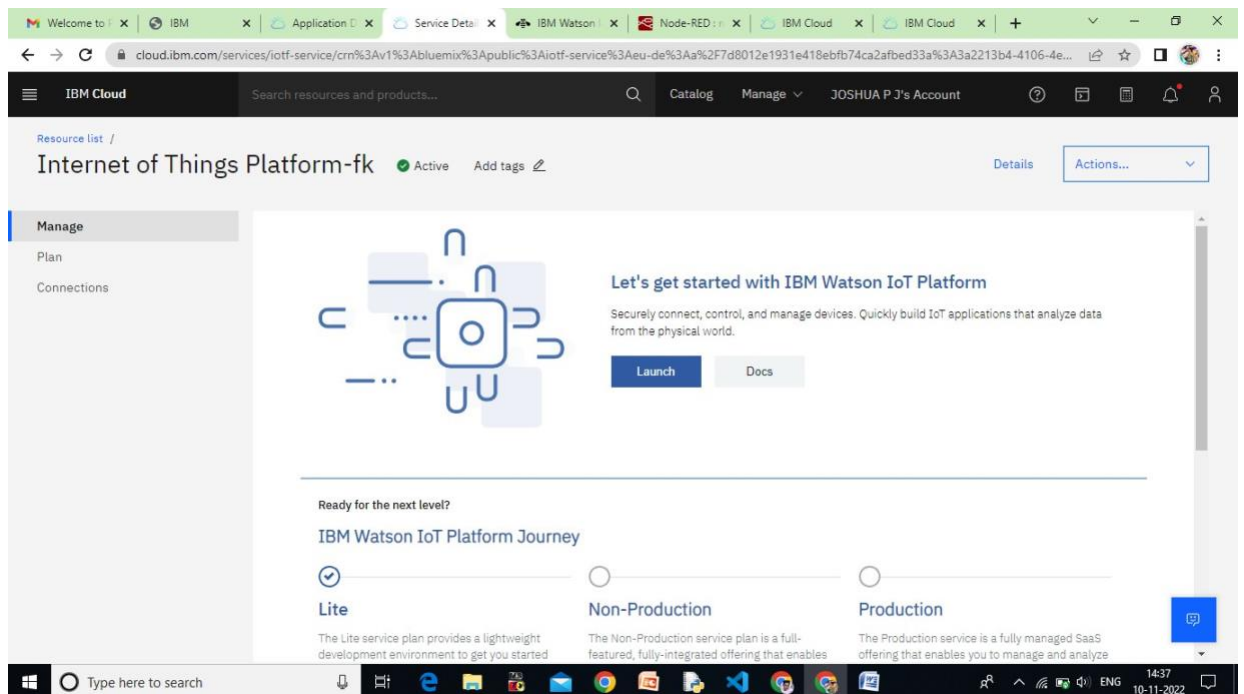 Welcome to F
IBM
Application D
Service Detail
IBM Watson I
Node-RED : n
IBM Cloud
IBM Cloud
cloud.ibm.com/services/iotf-service/crn%3Av1%3Abluemix%3Apublic%3Aiotf-service%3Aeu-de%3Aa%2F7d8012e1931e418ebfb74ca2afbed33a%3A3a2213b4-4106-4e...
IBM Cloud
Search resources and products...
Catalog
Manage
JOSHUA P J's Account
Resource list /
Internet of Things Platform-fk
Active
Add tags
Details
Actions...
Manage
Plan
Connections
Let's get started with IBM Watson IoT Platform
Securely connect, control, and manage devices. Quickly build IoT applications that analyze data
from the physical world.
Launch
Docs
Ready for the next level?
IBM Watson IoT Platform Journey
Lite
The Lite service plan provides a lightweight
development environment to get you started
Non-Production
The Non-Production service plan is a full-
featured, fully-integrated offering that enables
Production
The Production service is a fully managed SaaS
offering that enables you to manage and analyze
Type here to search
ENG
14:37
10-11-2022